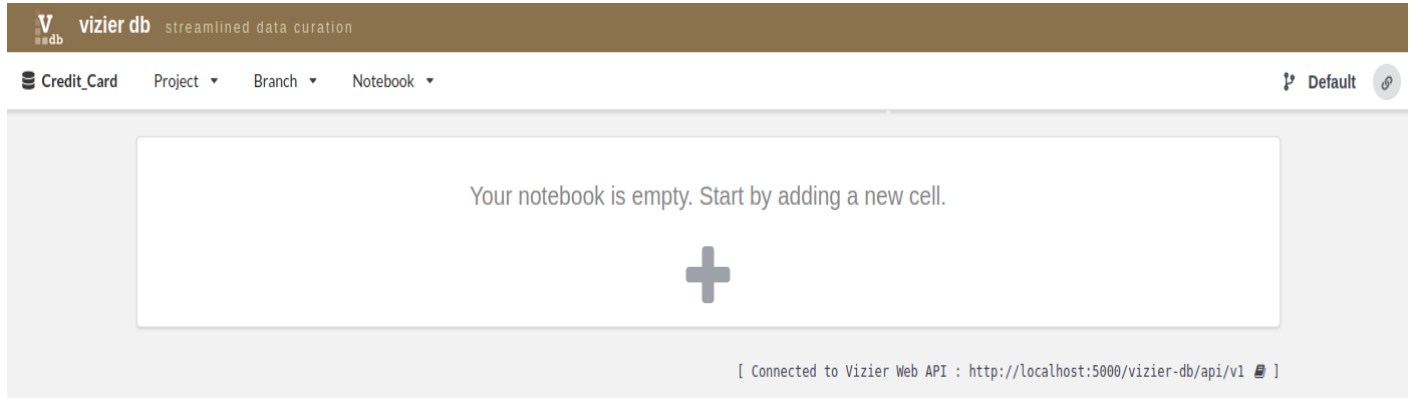 V db vizier db streamlined data curation
Credit_Card Project Branch Notebook Default
Your notebook is empty. Start by adding a new cell.
[ Connected to Vizier Web API : http://localhost:5000/vizier-db/api/v1 ]